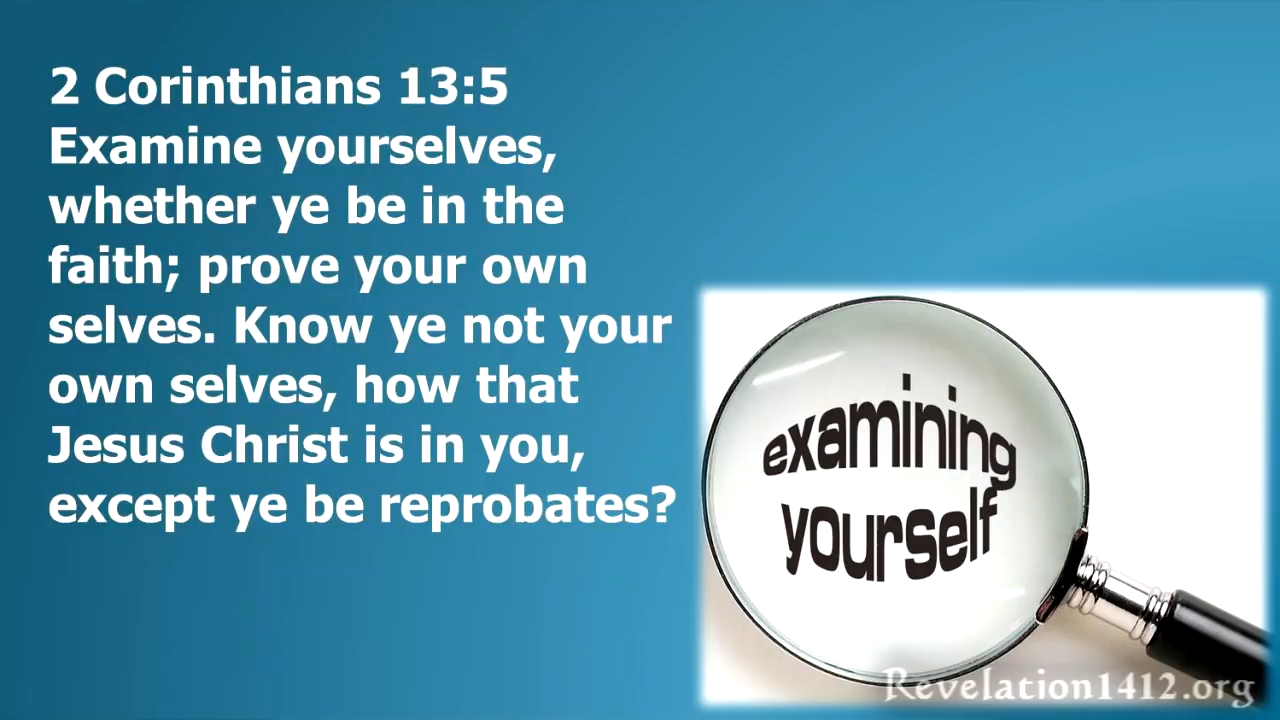 2 Corinthians 13:5
Examine yourselves,
whether ye be in the
faith; prove your own
selves. Know ye not your
own selves, how that
Jesus Christ is in you,
except ye be reprobates?
examining
yourself
Revelation1412.org